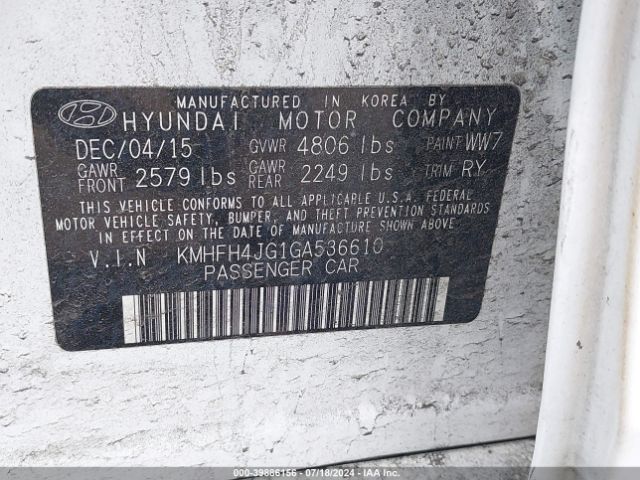 MANUFACTURED IN KOREA BY
HYUNDAI MOTOR COMPANY
DEC/04/15 GVWR 4806 lbs PAINT WW7
GAWR FRONT 2579 lbs GAWR REAR 2249 lbs TRIM RY
THIS VEHICLE CONFORMS TO ALL APPLICABLE U.S.A. FEDERAL
MOTOR VEHICLE SAFETY, BUMPER, AND THEFT PREVENTION STANDARDS
IN EFFECT ON THE DATE OF MANUFACTURE SHOWN ABOVE
V.I.N KMHFH4JG1GA536610
PASSENGER CAR
000-39886156 - 07/18/2024 - IAA Inc.